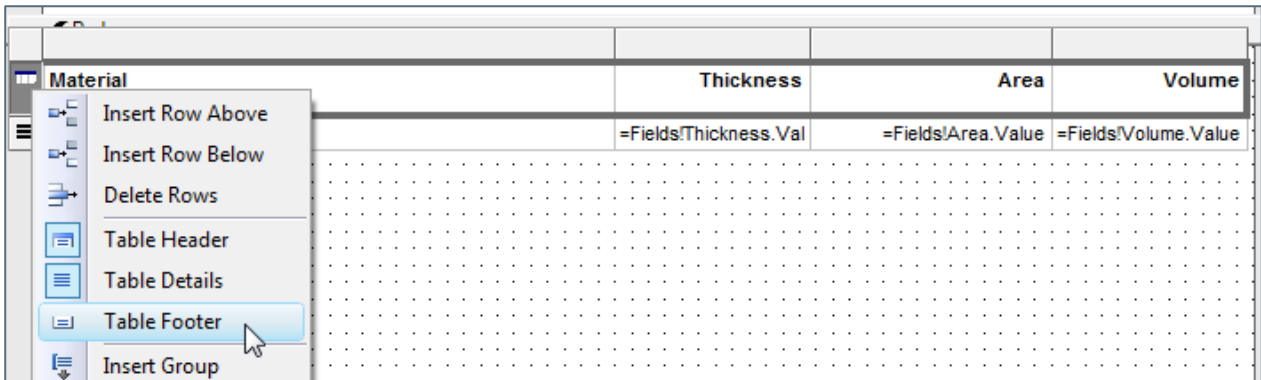 Material Thickness Area Volume
Insert Row Above
=Fields!Thickness.Val =Fields!Area.Value =Fields!Volume.Value
Insert Row Below
Delete Rows
Table Header
Table Details
Table Footer
Insert Group